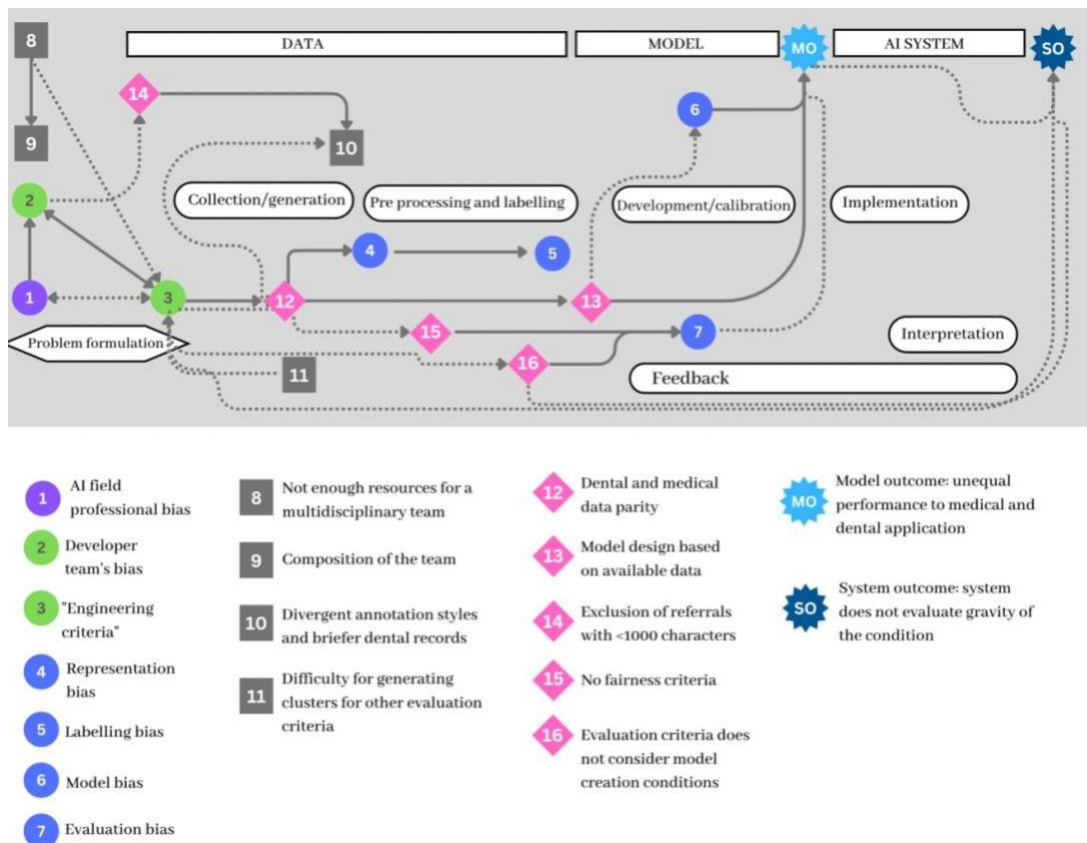 8
DATA
MODEL
MO
AI SYSTEM
SO
14
6
9
10
2
Collection/generation
Pre processing and labelling
Development/calibration
Implementation
4
5
1
3
12
13
15
7
Problem formulation
Interpretation
16
11
Feedback
1
AI field
professional bias
2
Developer
team's bias
3
"Engineering
criteria"
4
Representation
bias
5
Labelling bias
6
Model bias
7
Evaluation bias
8
Not enough resources for a
multidisciplinary team
9
Composition of the team
10
Divergent annotation styles
and briefer dental records
11
Difficulty for generating
clusters for other evaluation
criteria
12
Dental and medical
data parity
13
Model design based
on available data
14
Exclusion of referrals
with <1000 characters
15
No fairness criteria
16
Evaluation criteria does
not consider model
creation conditions
MO
Model outcome: unequal
performance to medical and
dental application
SO
System outcome: system
does not evaluate gravity of
the condition